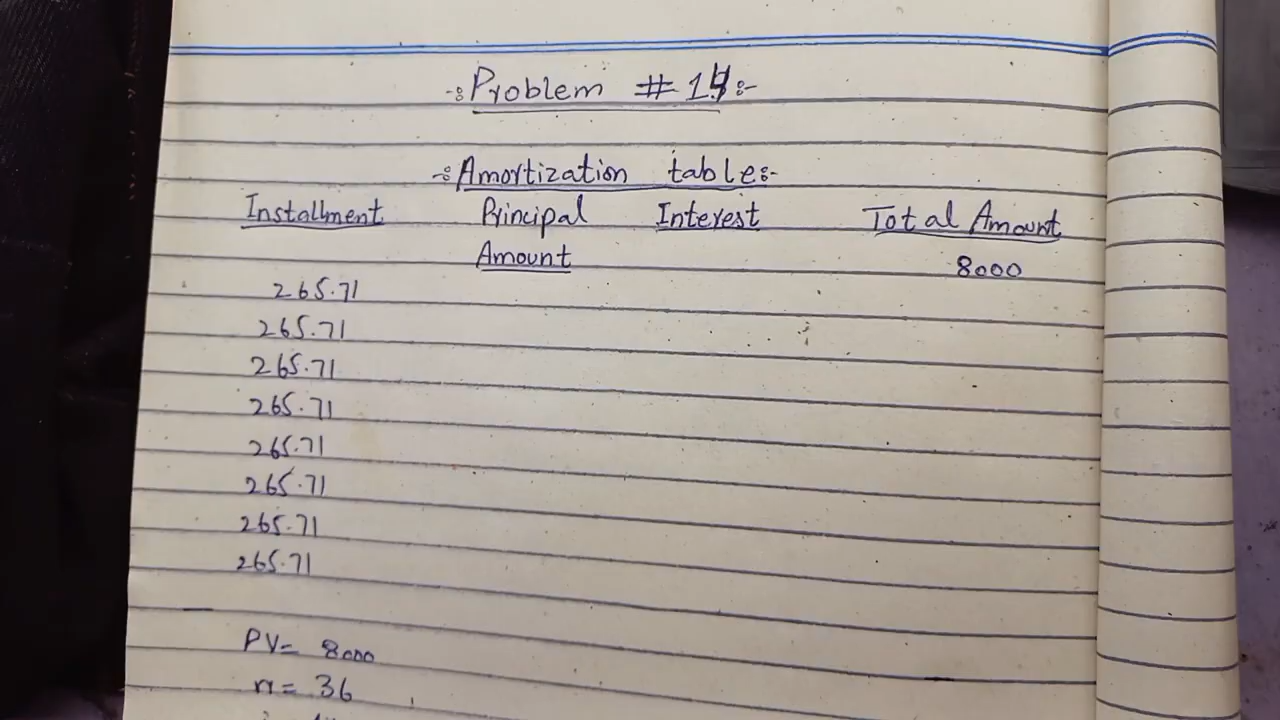 -:Problem # 14:-
-:Amortization table:-
Installment Principal Interest Total Amount
Amount 8000
265.71
265.71
265.71
265.71
265.71
265.71
265.71
265.71
PV= 8000
n= 36